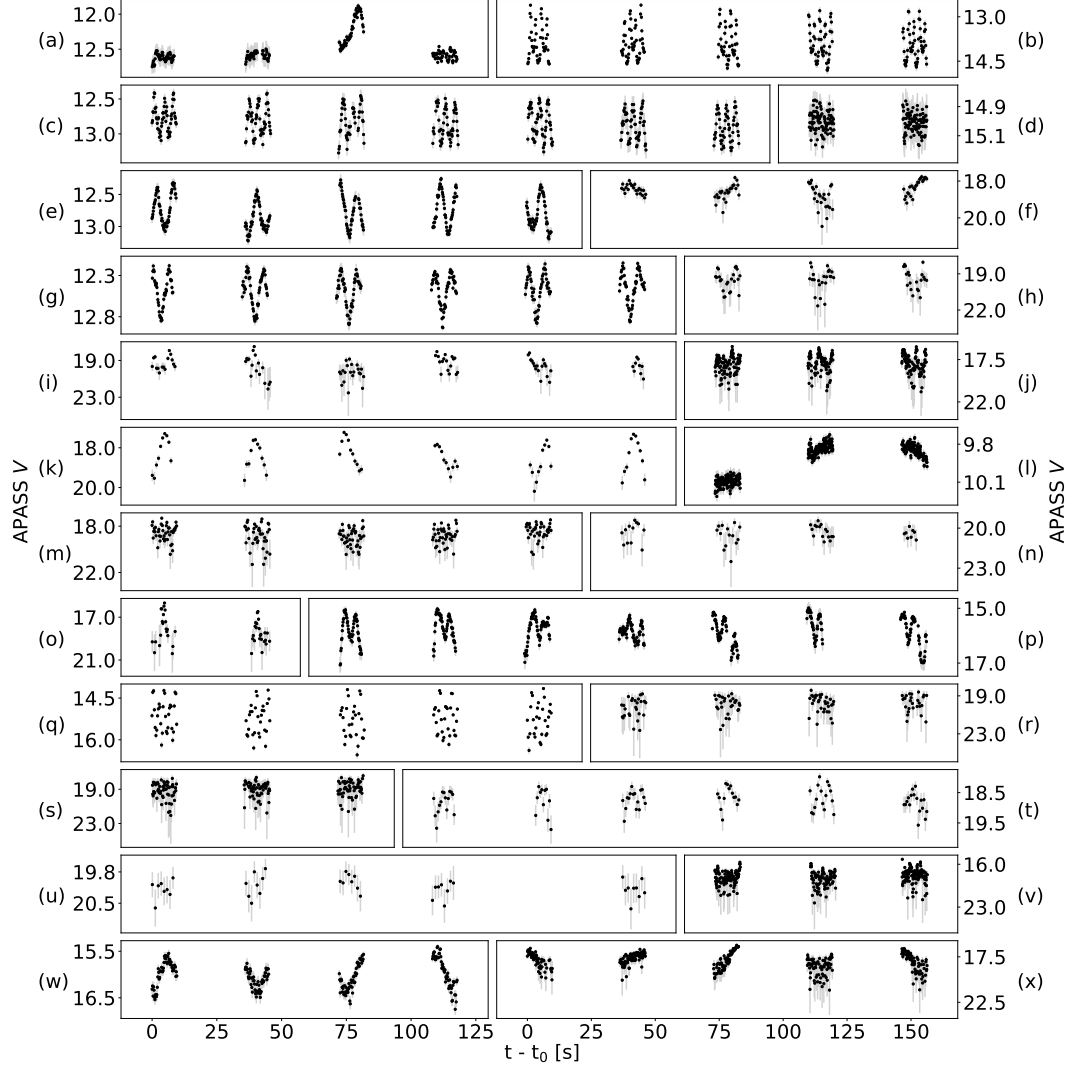 12.0
12.5
(a)
13.0
14.5
(b)
12.5
13.0
(c)
14.9
15.1
(d)
12.5
13.0
(e)
18.0
20.0
(f)
12.3
12.8
(g)
19.0
22.0
(h)
19.0
23.0
(i)
17.5
22.0
(j)
18.0
20.0
(k)
9.8
10.1
(l)
APASS V
APASS V
18.0
22.0
(m)
20.0
23.0
(n)
17.0
21.0
(o)
15.0
17.0
(p)
14.5
16.0
(q)
19.0
23.0
(r)
19.0
23.0
(s)
18.5
19.5
(t)
19.8
20.5
(u)
16.0
23.0
(v)
15.5
16.5
(w)
17.5
22.5
(x)
0 25 50 75 100 125 0 25 50 75 100 125 150
t - t0 [s]